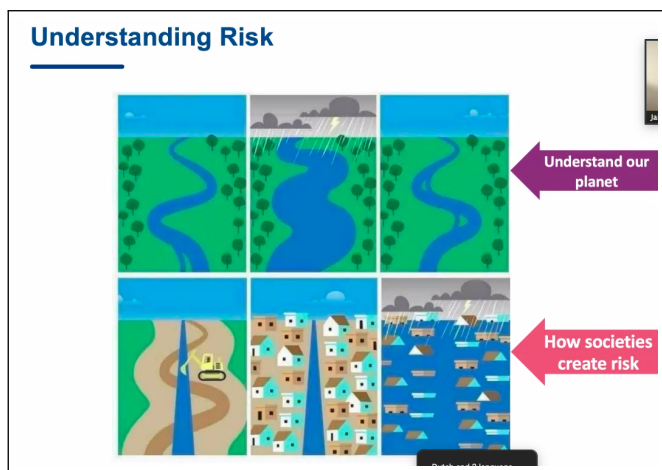 Understanding Risk
Understand our
planet
How societies
create risk